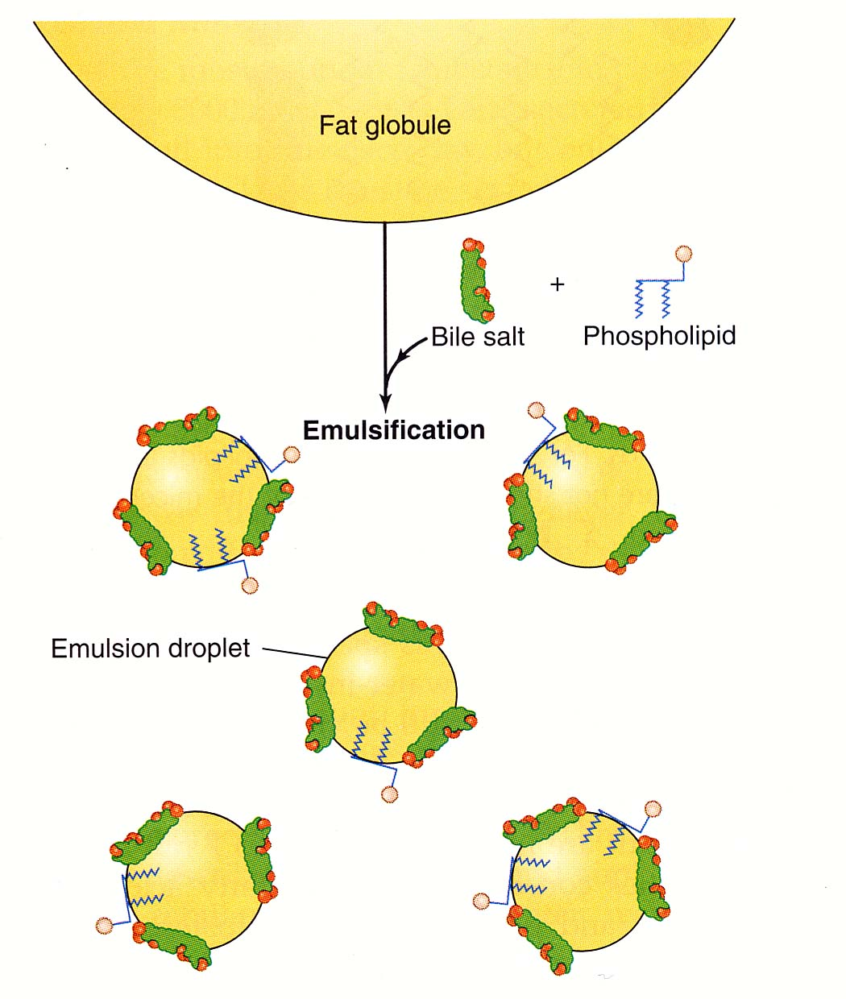 Fat globule
+
Bile salt
Phospholipid
Emulsification
Emulsion droplet